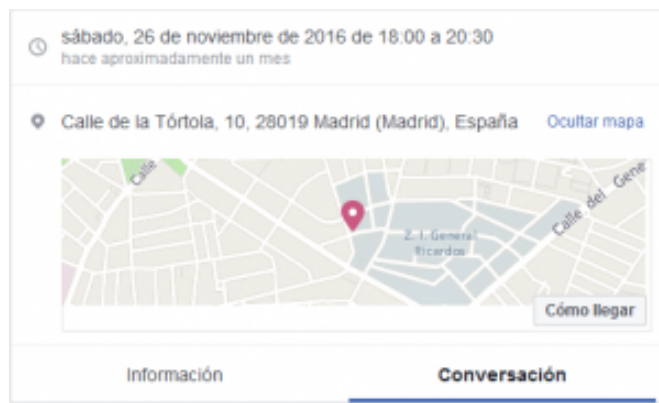 sábado, 26 de noviembre de 2016 de 18:00 a 20:30
hace aproximadamente un mes
Calle de la Tórtola, 10, 28019 Madrid (Madrid), España Ocultar mapa
Calle
Calle del Gene
Z. I. General
Ricardos
Cómo llegar
Información Conversación